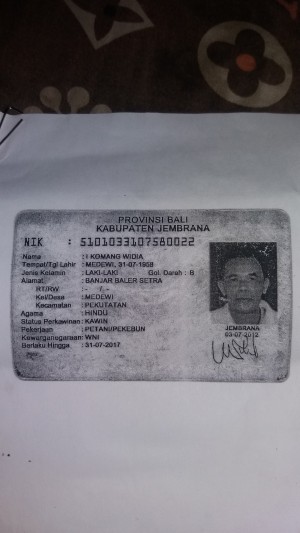 PROVINSI BALI
KABUPATEN JEMBRANA
NIK : 5101033107580022
Nama : I KOMANG WIDIA
Tempat/Tgl Lahir : MEDEWI, 31-07-1958
Jenis Kelamin : LAKI-LAKI Gol. Darah : B
Alamat : BANJAR BALER SETRA
RT/RW : - / -
Kel/Desa : MEDEWI
Kecamatan : PEKUTATAN
Agama : HINDU
Status Perkawinan : KAWIN
Pekerjaan : PETANI/PEKEBUN
Kewarganegaraan : WNI
Berlaku Hingga : 31-07-2017
JEMBRANA
03-07-2012